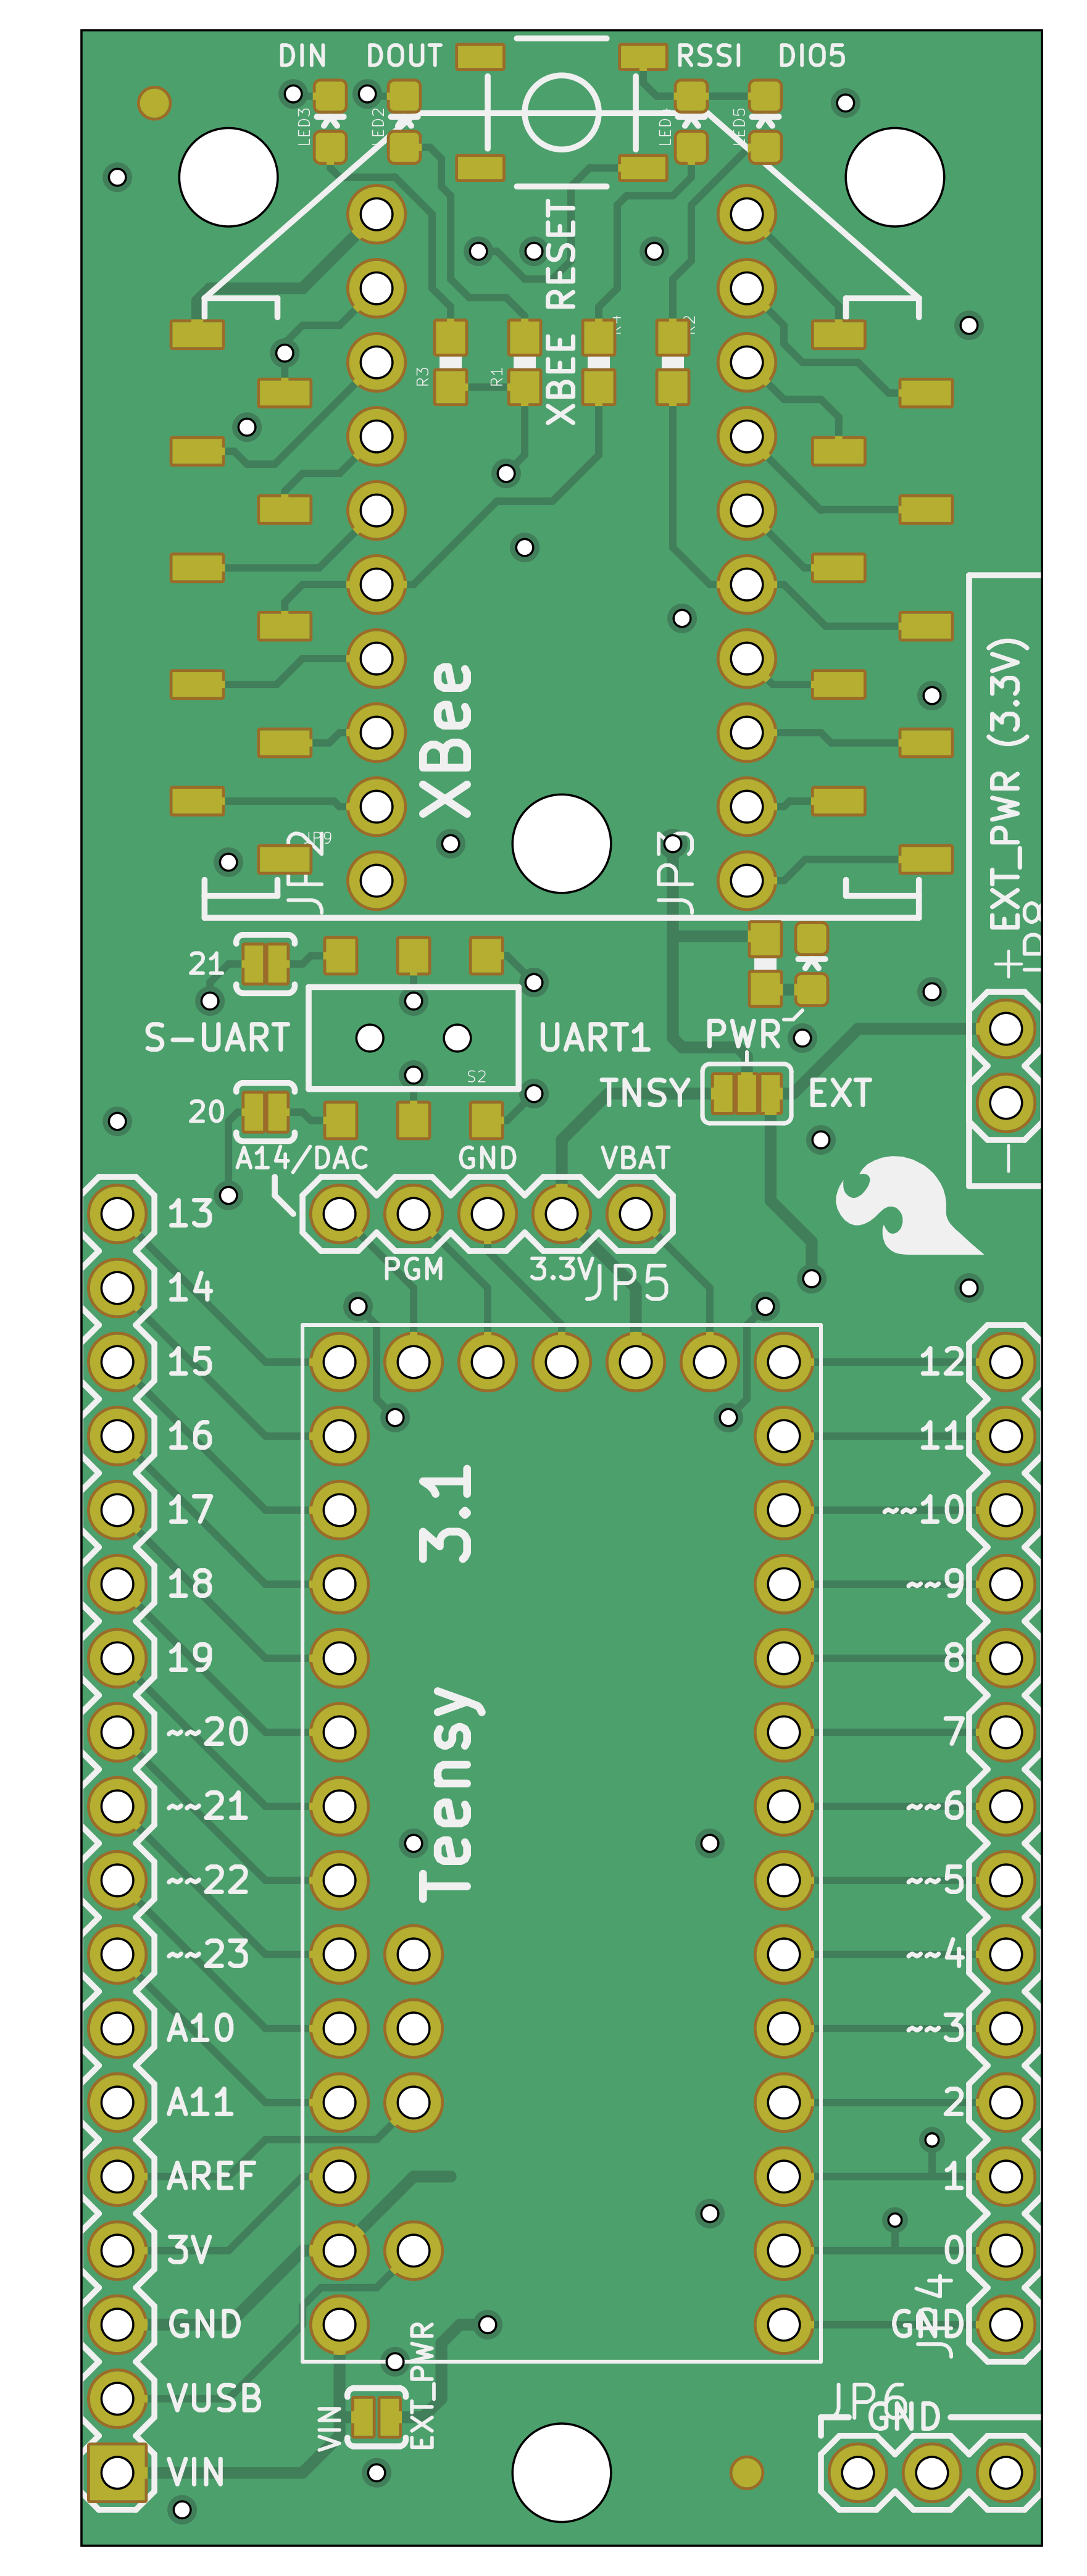 DIN DOUT RSSI DIO5
LED3 LED2 LED5
XBEE RESET
R3 R1 R4 R2
XBee
EXT_PWR (3.3V)
JP9
JP2 JP3
JP8
+
21
S-UART UART1
PWR
S2
TNSY EXT
20
A14/DAC GND VBAT
-
13
PGM 3.3V
JP5
14
15 12
16 11
17 ~~10
18 ~~9
19 8
~~20 7
~~21 ~~6
~~22 ~~5
~~23 ~~4
A10 ~~3
A11 2
AREF 1
3V 0
GND GND
JP4
Teensy 3.1
VUSB
VIN EXT_PWR
JP6
GND
VIN